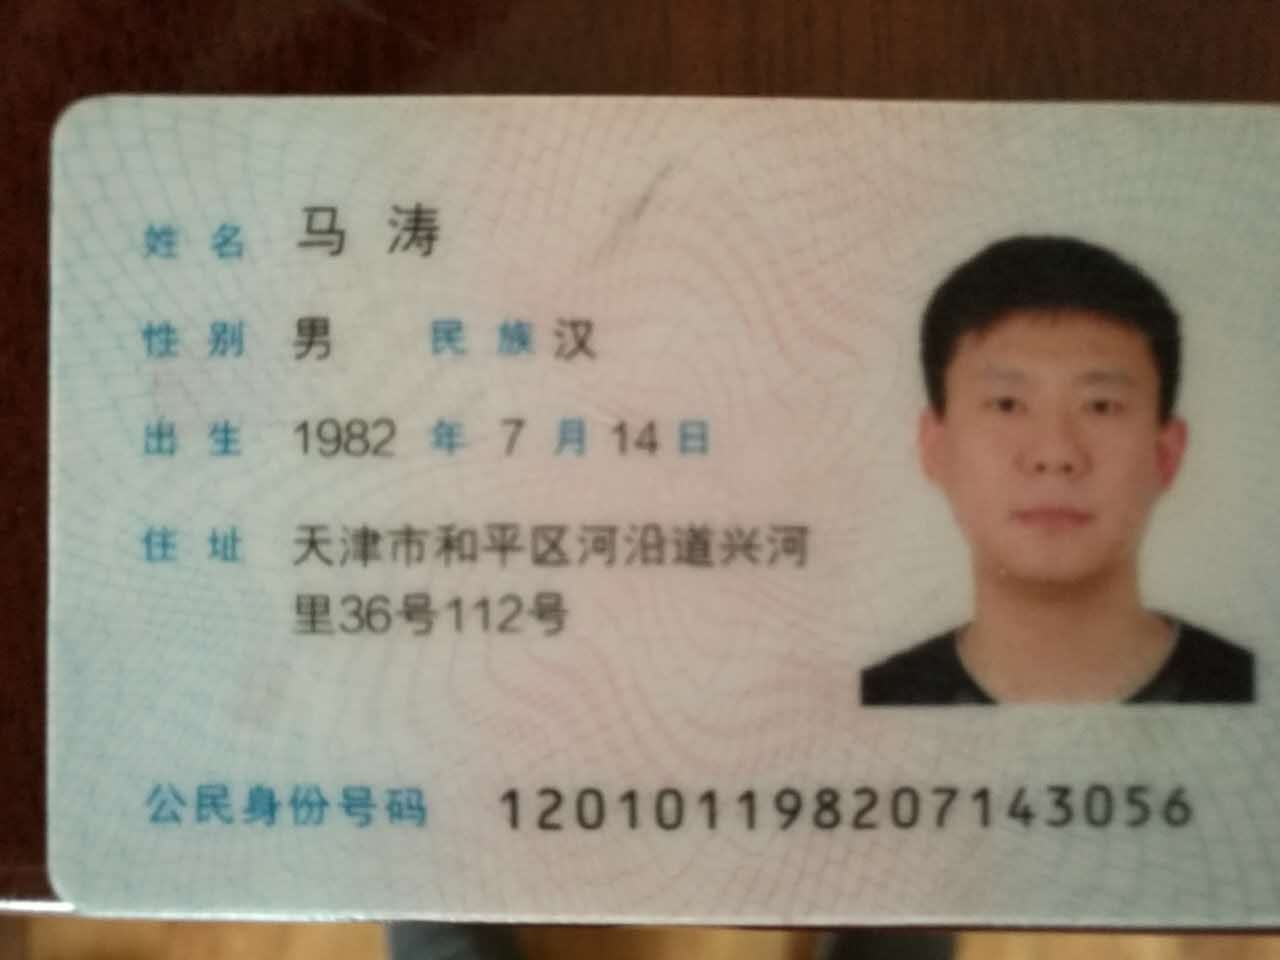 姓名 马涛
性别 男 民族 汉
出生 1982 年 7 月 14 日
住址 天津市和平区河沿道兴河
里36号112号
公民身份号码 120101198207143056